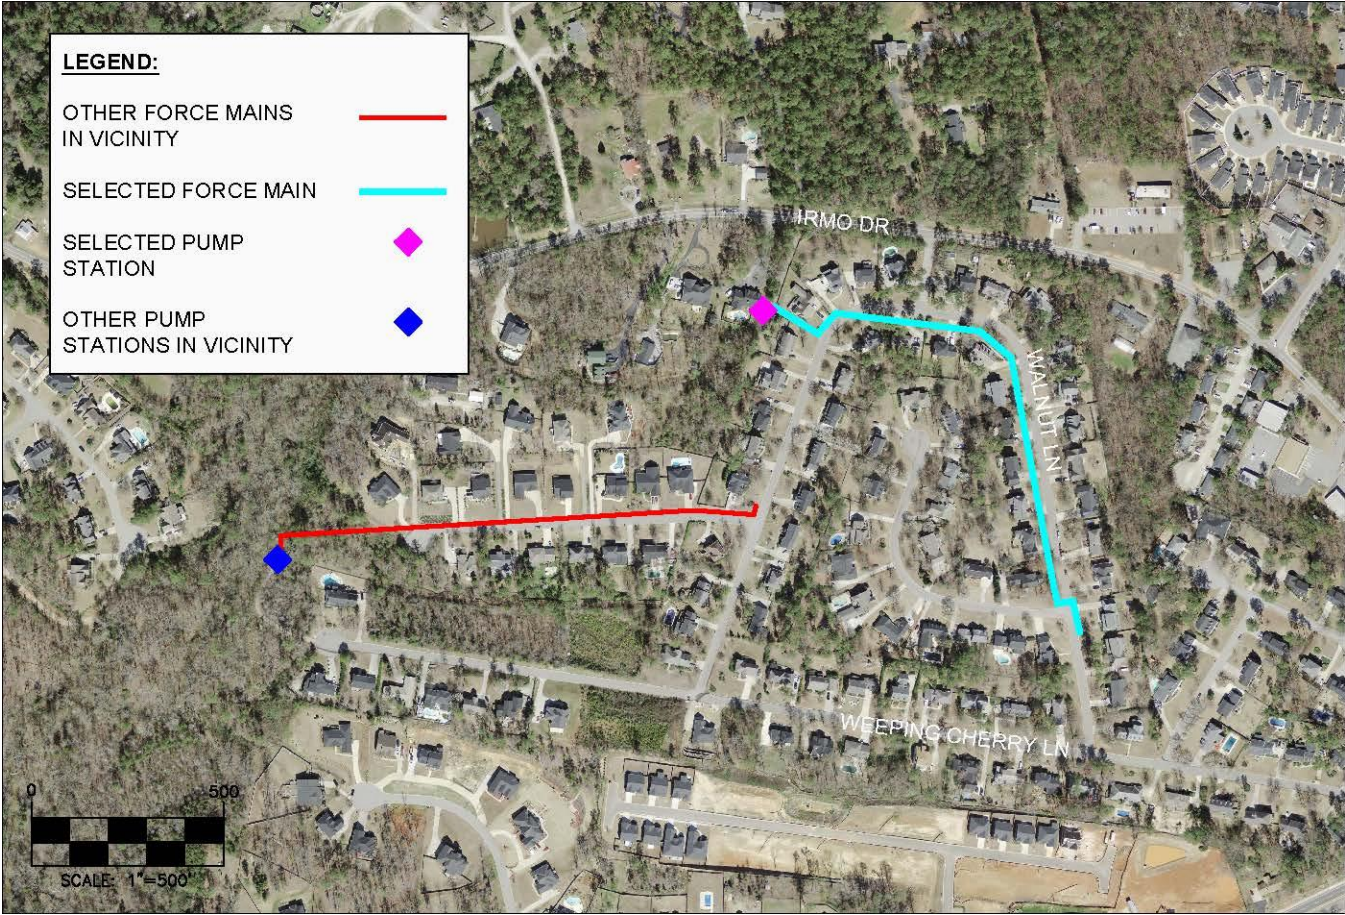 LEGEND:
OTHER FORCE MAINS
IN VICINITY
SELECTED FORCE MAIN
SELECTED PUMP
STATION
OTHER PUMP
STATIONS IN VICINITY
IRMO DR
WALNUT LN
WEEPING CHERRY LN
0 500
SCALE: 1"=500'